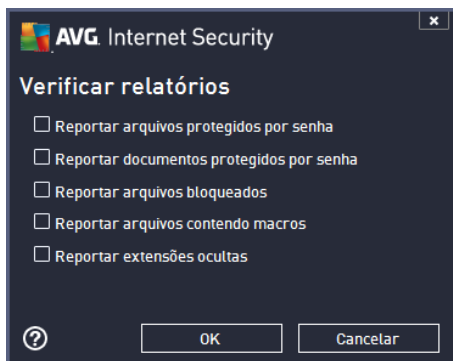 AVG. Internet Security
Verificar relatórios
Reportar arquivos protegidos por senha
Reportar documentos protegidos por senha
Reportar arquivos bloqueados
Reportar arquivos contendo macros
Reportar extensões ocultas
? OK Cancelar